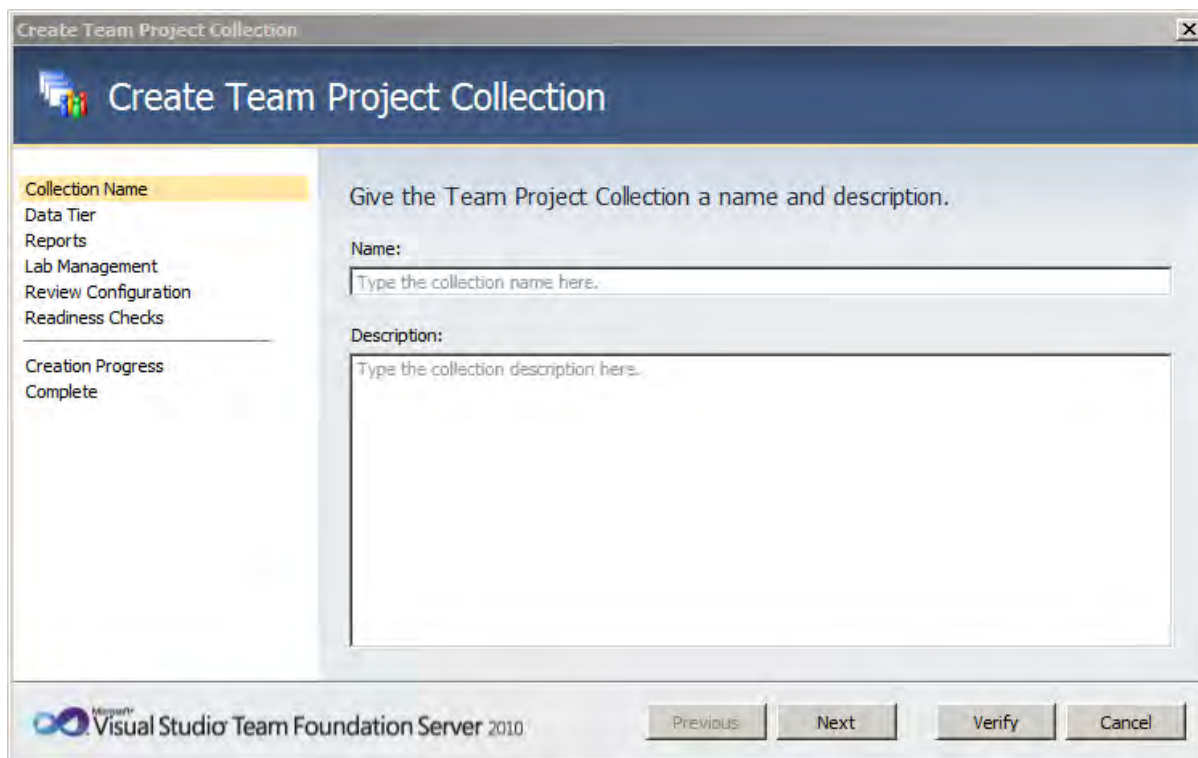 Create Team Project Collection
Create Team Project Collection
Collection Name
Data Tier
Reports
Lab Management
Review Configuration
Readiness Checks
Creation Progress
Complete
Give the Team Project Collection a name and description.
Name:
Type the collection name here.
Description:
Type the collection description here.
Microsoft
Visual Studio Team Foundation Server 2010
Previous
Next
Verify
Cancel